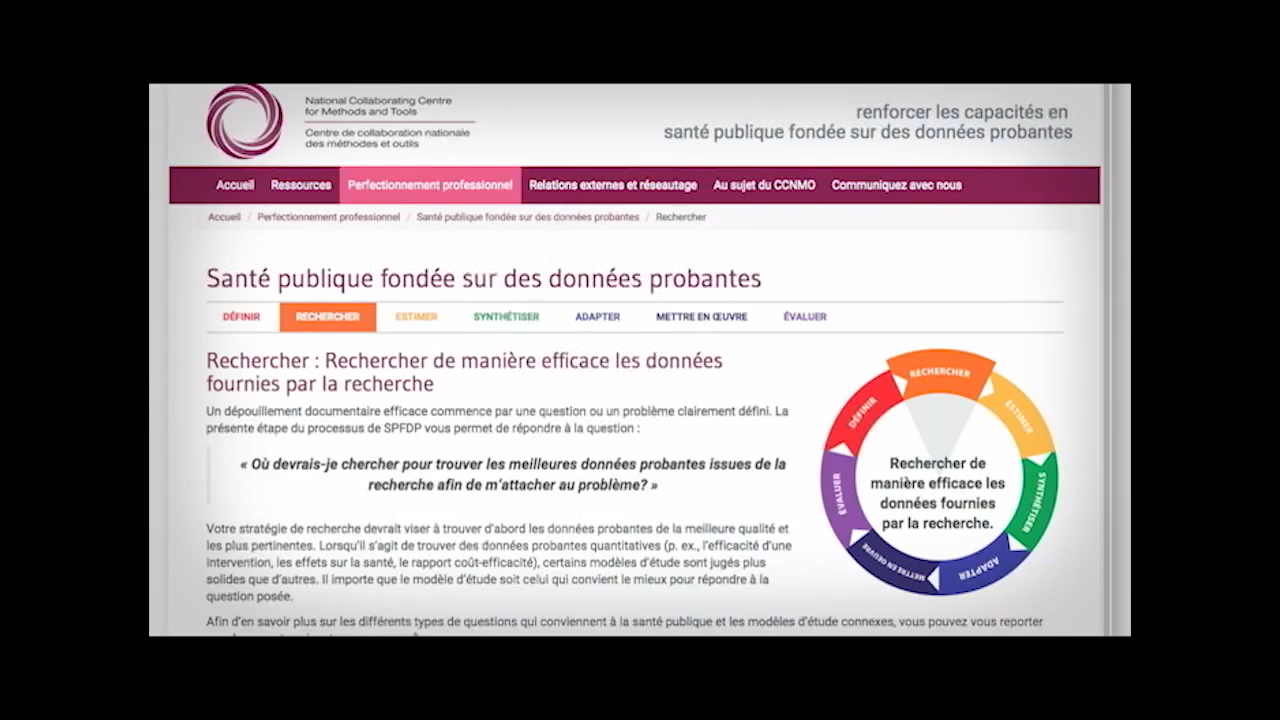 National Collaborating Centre
for Methods and Tools
Centre de collaboration nationale
des méthodes et outils
renforcer les capacités en
santé publique fondée sur des données probantes
Accueil Ressources Perfectionnement professionnel Relations externes et réseautage Au sujet du CCNMO Communiquez avec nous
Accueil / Perfectionnement professionnel / Santé publique fondée sur des données probantes / Rechercher
Santé publique fondée sur des données probantes
DÉFINIR RECHERCHER ESTIMER SYNTHÉTISER ADAPTER METTRE EN ŒUVRE ÉVALUER
Rechercher : Rechercher de manière efficace les données
fournies par la recherche
Un dépouillement documentaire efficace commence par une question ou un problème clairement défini. La
présente étape du processus de SPFDP vous permet de répondre à la question :
« Où devrais-je chercher pour trouver les meilleures données probantes issues de la
recherche afin de m'attacher au problème? »
Votre stratégie de recherche devrait viser à trouver d'abord les données probantes de la meilleure qualité et
les plus pertinentes. Lorsqu'il s'agit de trouver des données probantes quantitatives (p. ex., l'efficacité d'une
intervention, les effets sur la santé, le rapport coût-efficacité), certains modèles d'étude sont jugés plus
solides que d'autres. Il importe que le modèle d'étude soit celui qui convient le mieux pour répondre à la
question posée.
Afin d'en savoir plus sur les différents types de questions qui conviennent à la santé publique et les modèles d'étude connexes, vous pouvez vous reporter
RECHERCHER
ESTIMER
SYNTHÉTISER
ADAPTER
METTRE EN OEUVRE
ÉVALUER
DÉFINIR
Rechercher de
manière efficace les
données fournies
par la recherche.